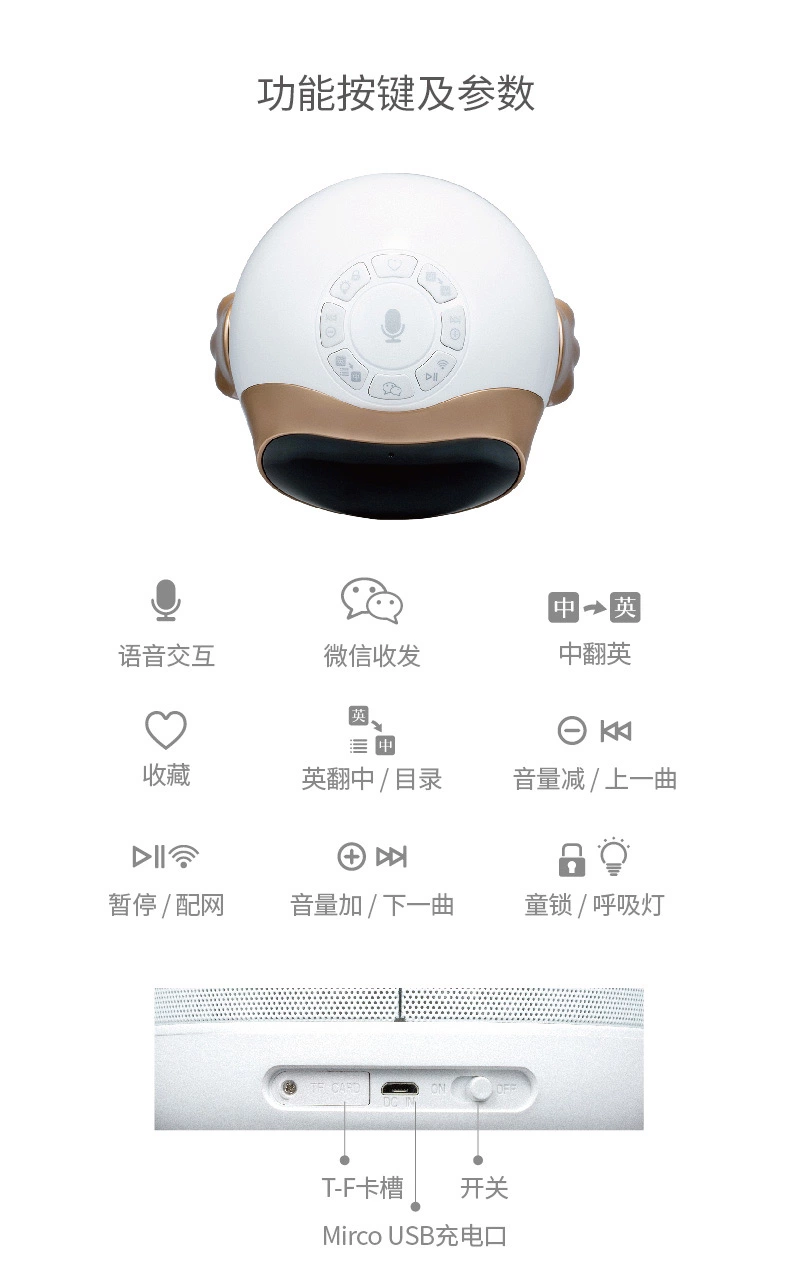 功能按键及参数
中 英
语音交互 微信收发 中翻英
英
中
收藏 英翻中 / 目录 音量减 / 上一曲
暂停 / 配网 音量加 / 下一曲 童锁 / 呼吸灯
TF CARD ON OFF
DC IN
T-F卡槽 开关
Mirco USB充电口